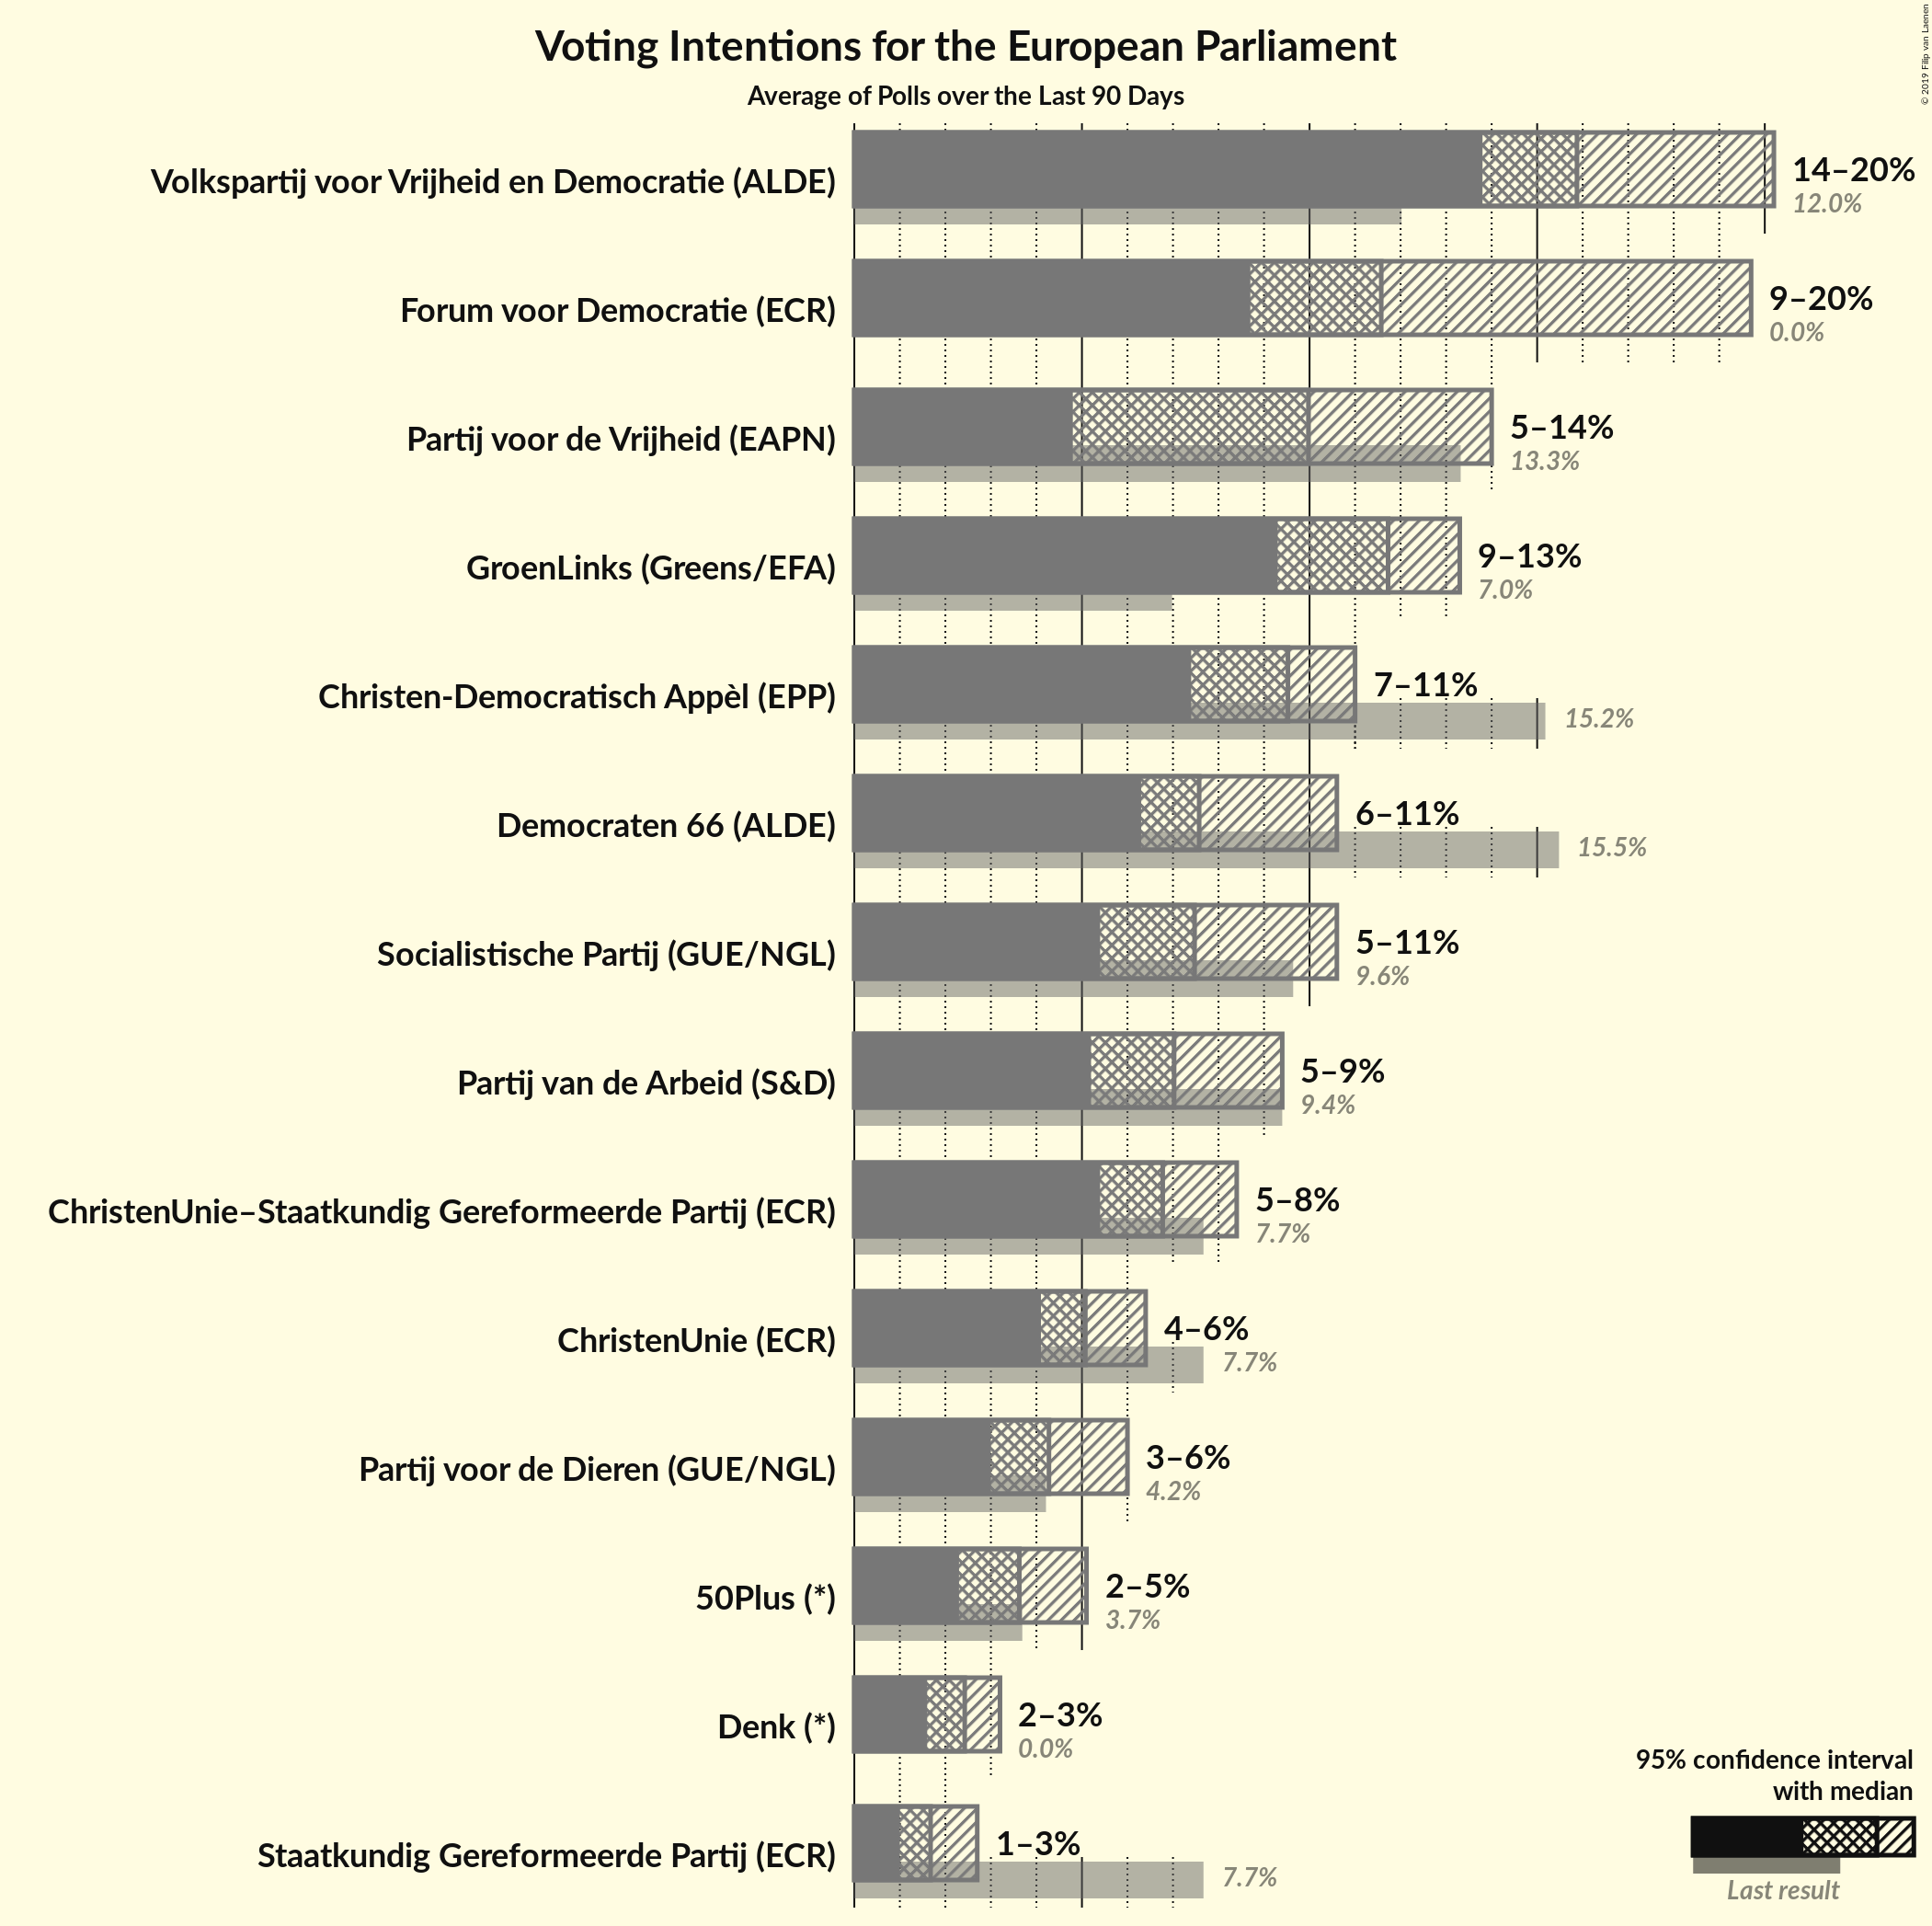 Voting Intentions for the European Parliament
Average of Polls over the Last 90 Days
© 2019 Filip van Laenen
Volkspartij voor Vrijheid en Democratie (ALDE)
14–20%
12.0%
Forum voor Democratie (ECR)
9–20%
0.0%
Partij voor de Vrijheid (EAPN)
5–14%
13.3%
GroenLinks (Greens/EFA)
9–13%
7.0%
Christen-Democratisch Appèl (EPP)
7–11%
15.2%
Democraten 66 (ALDE)
6–11%
15.5%
Socialistische Partij (GUE/NGL)
5–11%
9.6%
Partij van de Arbeid (S&D)
5–9%
9.4%
ChristenUnie–Staatkundig Gereformeerde Partij (ECR)
5–8%
7.7%
ChristenUnie (ECR)
4–6%
7.7%
Partij voor de Dieren (GUE/NGL)
3–6%
4.2%
50Plus (*)
2–5%
3.7%
Denk (*)
2–3%
0.0%
Staatkundig Gereformeerde Partij (ECR)
1–3%
7.7%
95% confidence interval
with median
Last result